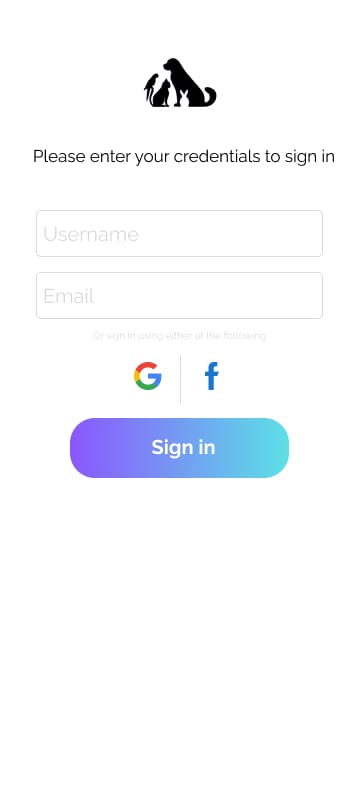 Please enter your credentials to sign in
Username
Email
Or sign in using either of the following
Sign in